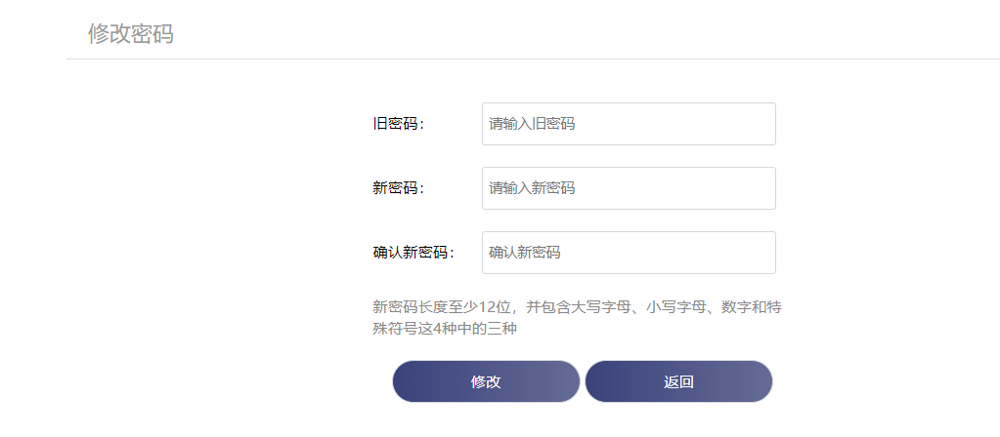 修改密码
旧密码：
请输入旧密码
新密码：
请输入新密码
确认新密码：
确认新密码
新密码长度至少12位，并包含大写字母、小写字母、数字和特
殊符号这4种中的三种
修改
返回